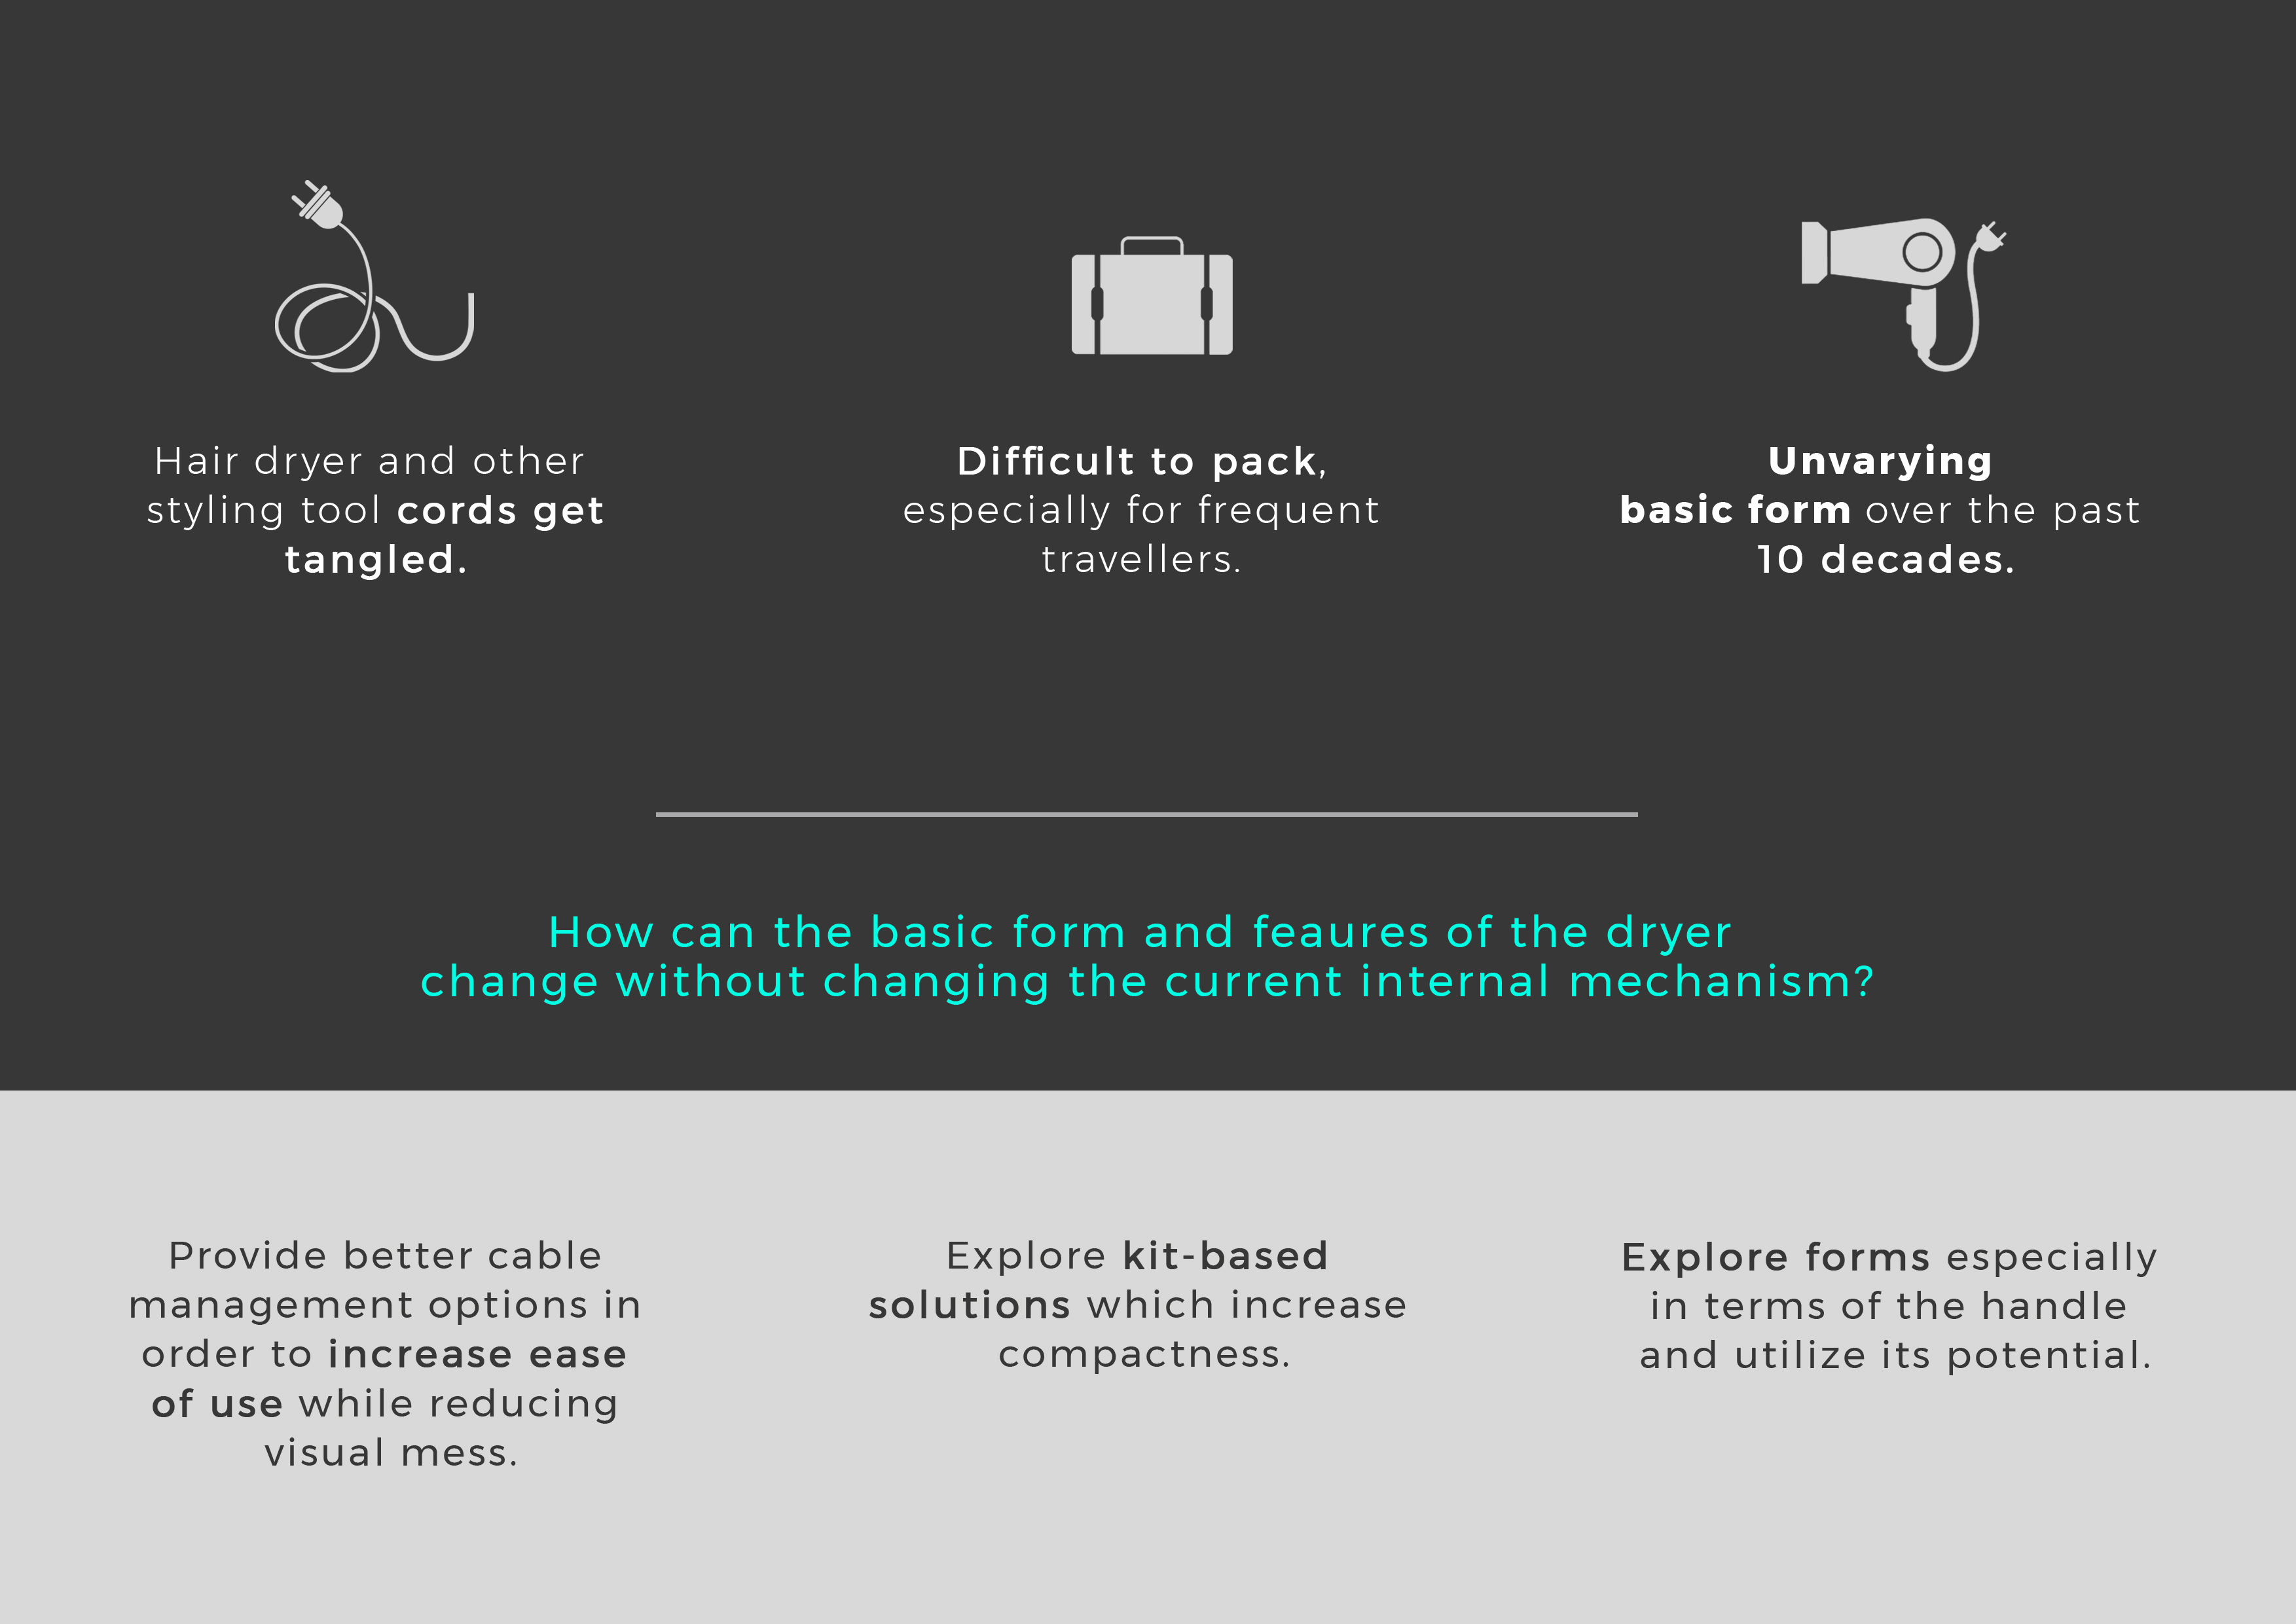 Hair dryer and other
styling tool cords get
tangled.
Difficult to pack,
especially for frequent
travellers.
Unvarying
basic form over the past
10 decades.
How can the basic form and feaures of the dryer
change without changing the current internal mechanism?
Provide better cable
management options in
order to increase ease
of use while reducing
visual mess.
Explore kit-based
solutions which increase
compactness.
Explore forms especially
in terms of the handle
and utilize its potential.